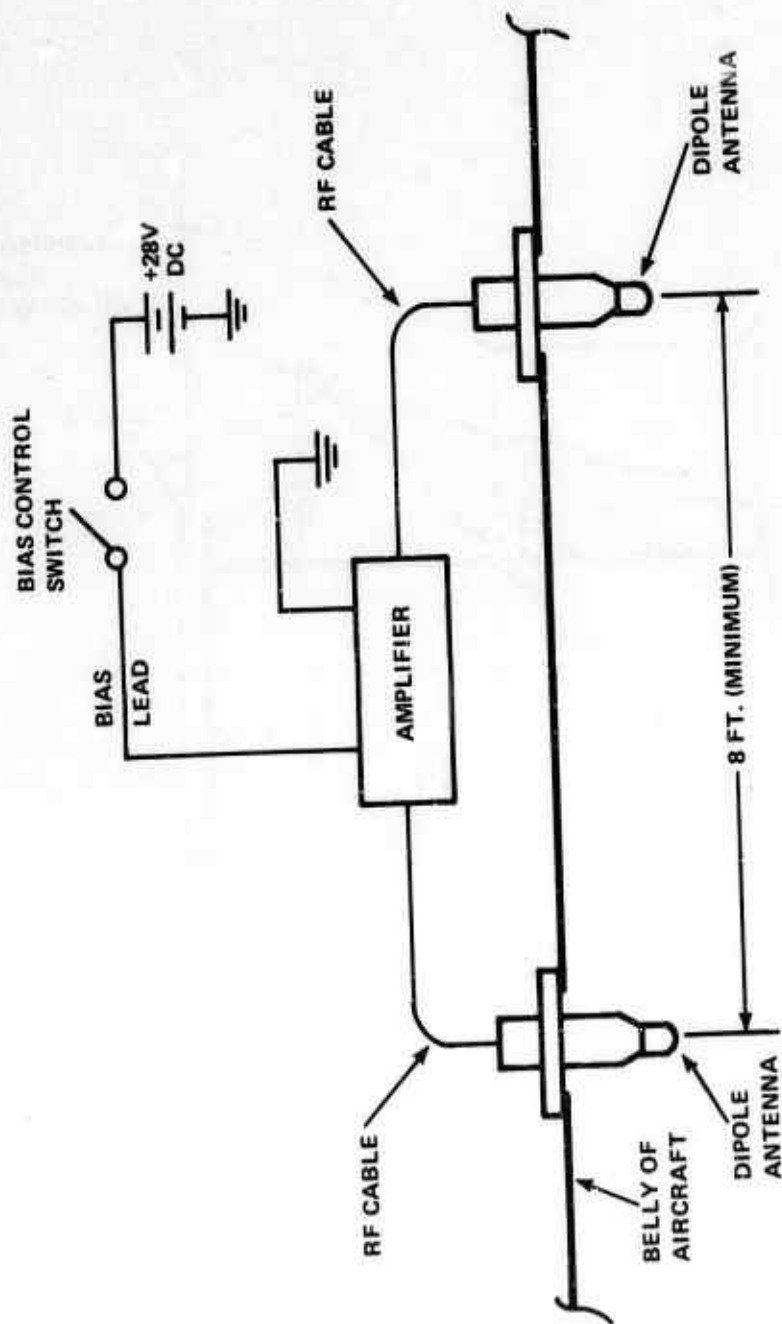 BIAS CONTROL
SWITCH
+28V
DC
BIAS
LEAD
RF CABLE
RF CABLE
AMPLIFIER
BELLY OF
AIRCRAFT
8 FT. (MINIMUM)
DIPOLE
ANTENNA
DIPOLE
ANTENNA